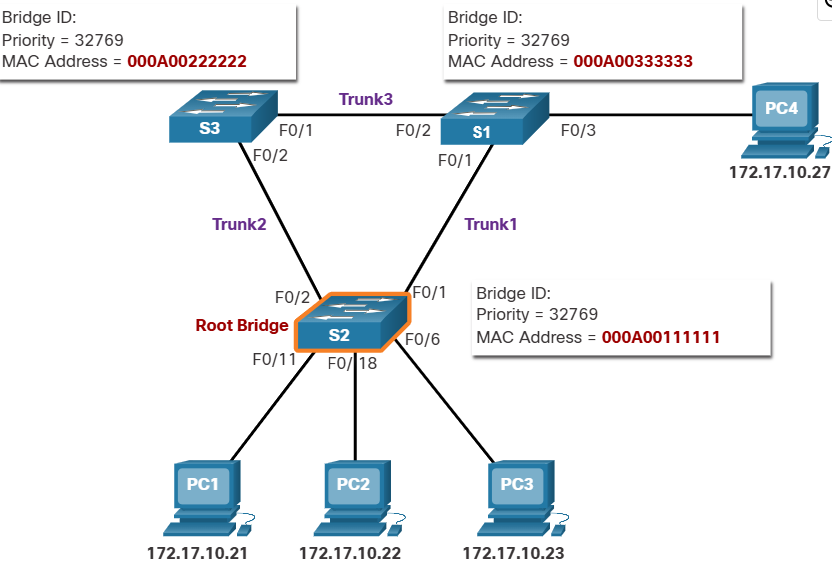 Bridge ID:
Priority = 32769
MAC Address = 000A00222222
Bridge ID:
Priority = 32769
MAC Address = 000A00333333
Trunk3
PC4
S3
F0/1
F0/2
S1
F0/3
F0/2
F0/1
172.17.10.27
Trunk2
Trunk1
F0/2
F0/1
Bridge ID:
Priority = 32769
MAC Address = 000A00111111
Root Bridge
S2
F0/6
F0/11
F0/18
PC1
PC2
PC3
172.17.10.21
172.17.10.22
172.17.10.23